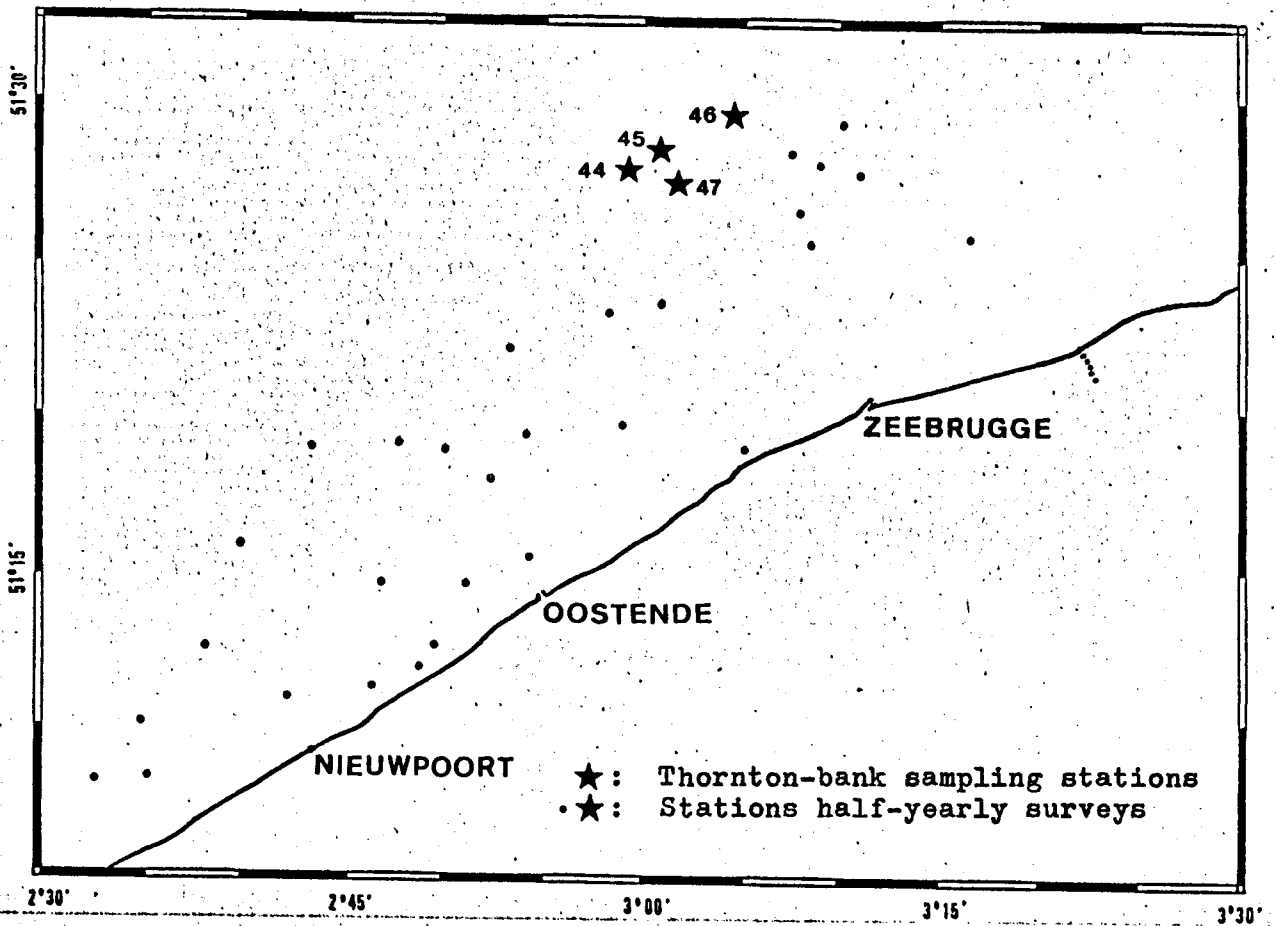 51°30'
46
45
44
47
ZEEBRUGGE
51°15'
OOSTENDE
NIEUWPOORT
★: Thornton-bank sampling stations
•★: Stations half-yearly surveys
2°30' 2°45' 3°00' 3°15' 3°30'